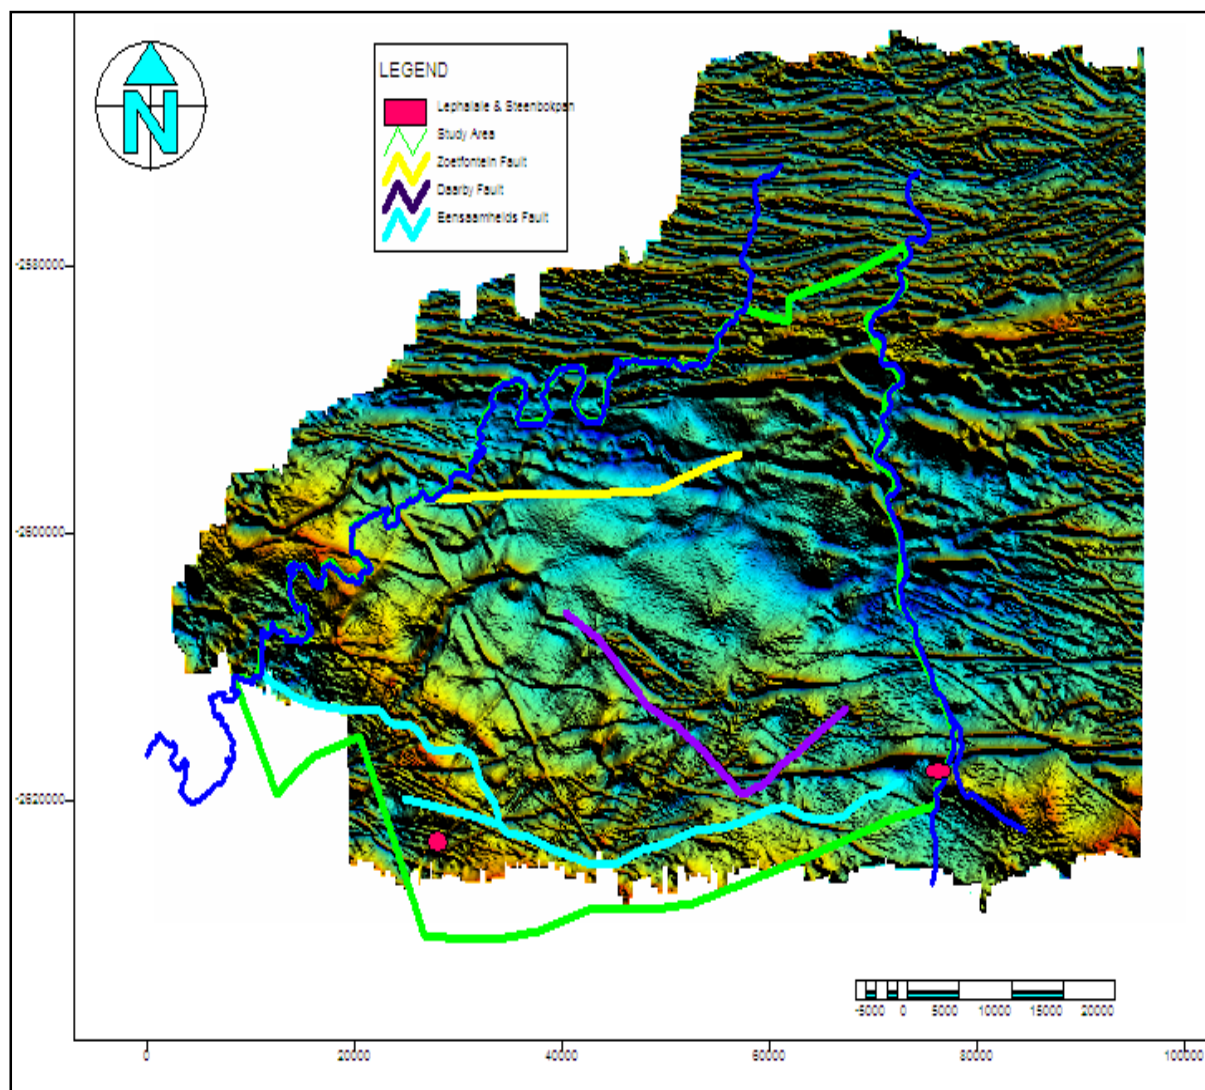 N
LEGEND
Lephalale & Steenbokpan
Study Area
Zoetfontein Fault
Daarby Fault
Eensaamheids Fault
-2580000
-2600000
-2620000
-5000 0 5000 10000 15000 20000
0 20000 40000 60000 80000 100000